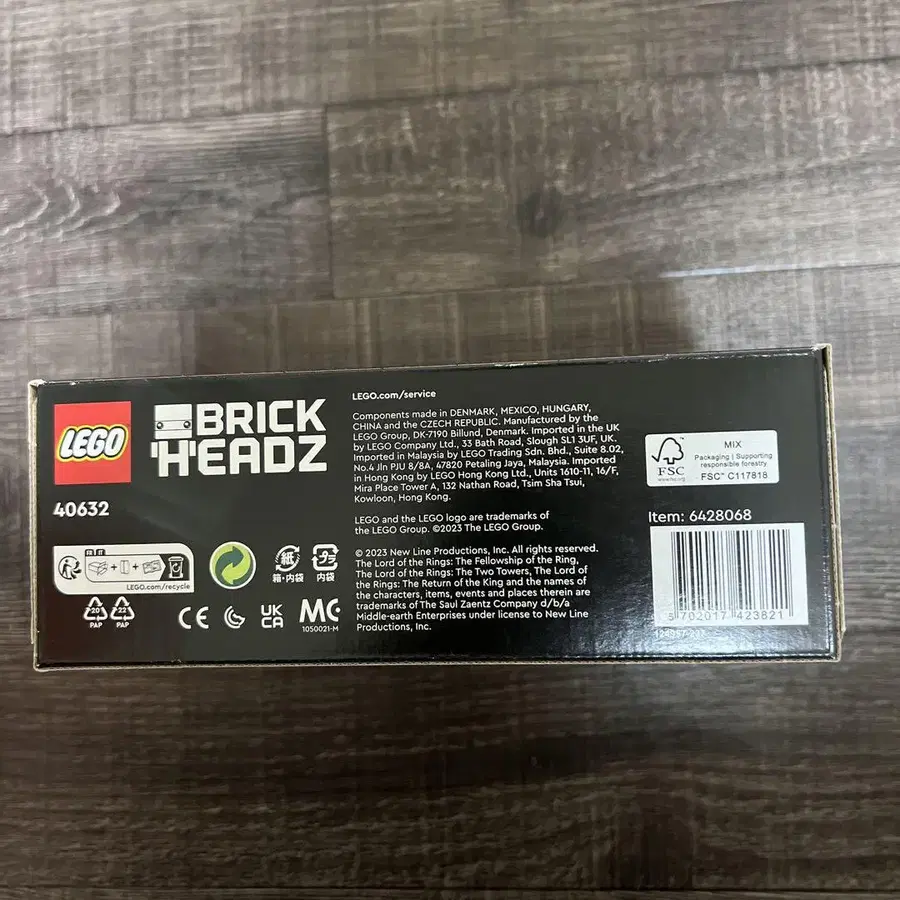 LEGO
BRICK
HEADZ
40632
FR IT
LEGO.com/recycle
20
PAP
22
PAP
紙
箱・内袋
プラ
内袋
CE
UK
CA
MC
1050021-M
LEGO.com/service
Components made in DENMARK, MEXICO, HUNGARY,
CHINA and the CZECH REPUBLIC. Manufactured by the
LEGO Group, DK-7190 Billund, Denmark. Imported in the UK
by LEGO Company Ltd., 33 Bath Road, Slough SL1 3UF, UK.
Imported in Malaysia by LEGO Trading Sdn. Bhd., Suite 8.02,
No.4 Jln PJU 8/8A, 47820 Petaling Jaya, Malaysia. Imported
in Hong Kong by LEGO Hong Kong Ltd., Units 1610-11, 16/F,
Mira Place Tower A, 132 Nathan Road, Tsim Sha Tsui,
Kowloon, Hong Kong.
LEGO and the LEGO logo are trademarks of
the LEGO Group. ©2023 The LEGO Group.
© 2023 New Line Productions, Inc. All rights reserved.
The Lord of the Rings: The Fellowship of the Ring,
The Lord of the Rings: The Two Towers, The Lord of
the Rings: The Return of the King and the names of
the characters, items, events and places therein are
trademarks of The Saul Zaentz Company d/b/a
Middle-earth Enterprises under license to New Line
Productions, Inc.
FSC
www.fsc.org
MIX
Packaging | Supporting
responsible forestry
FSC™ C117818
Item: 6428068
5 702017 423821